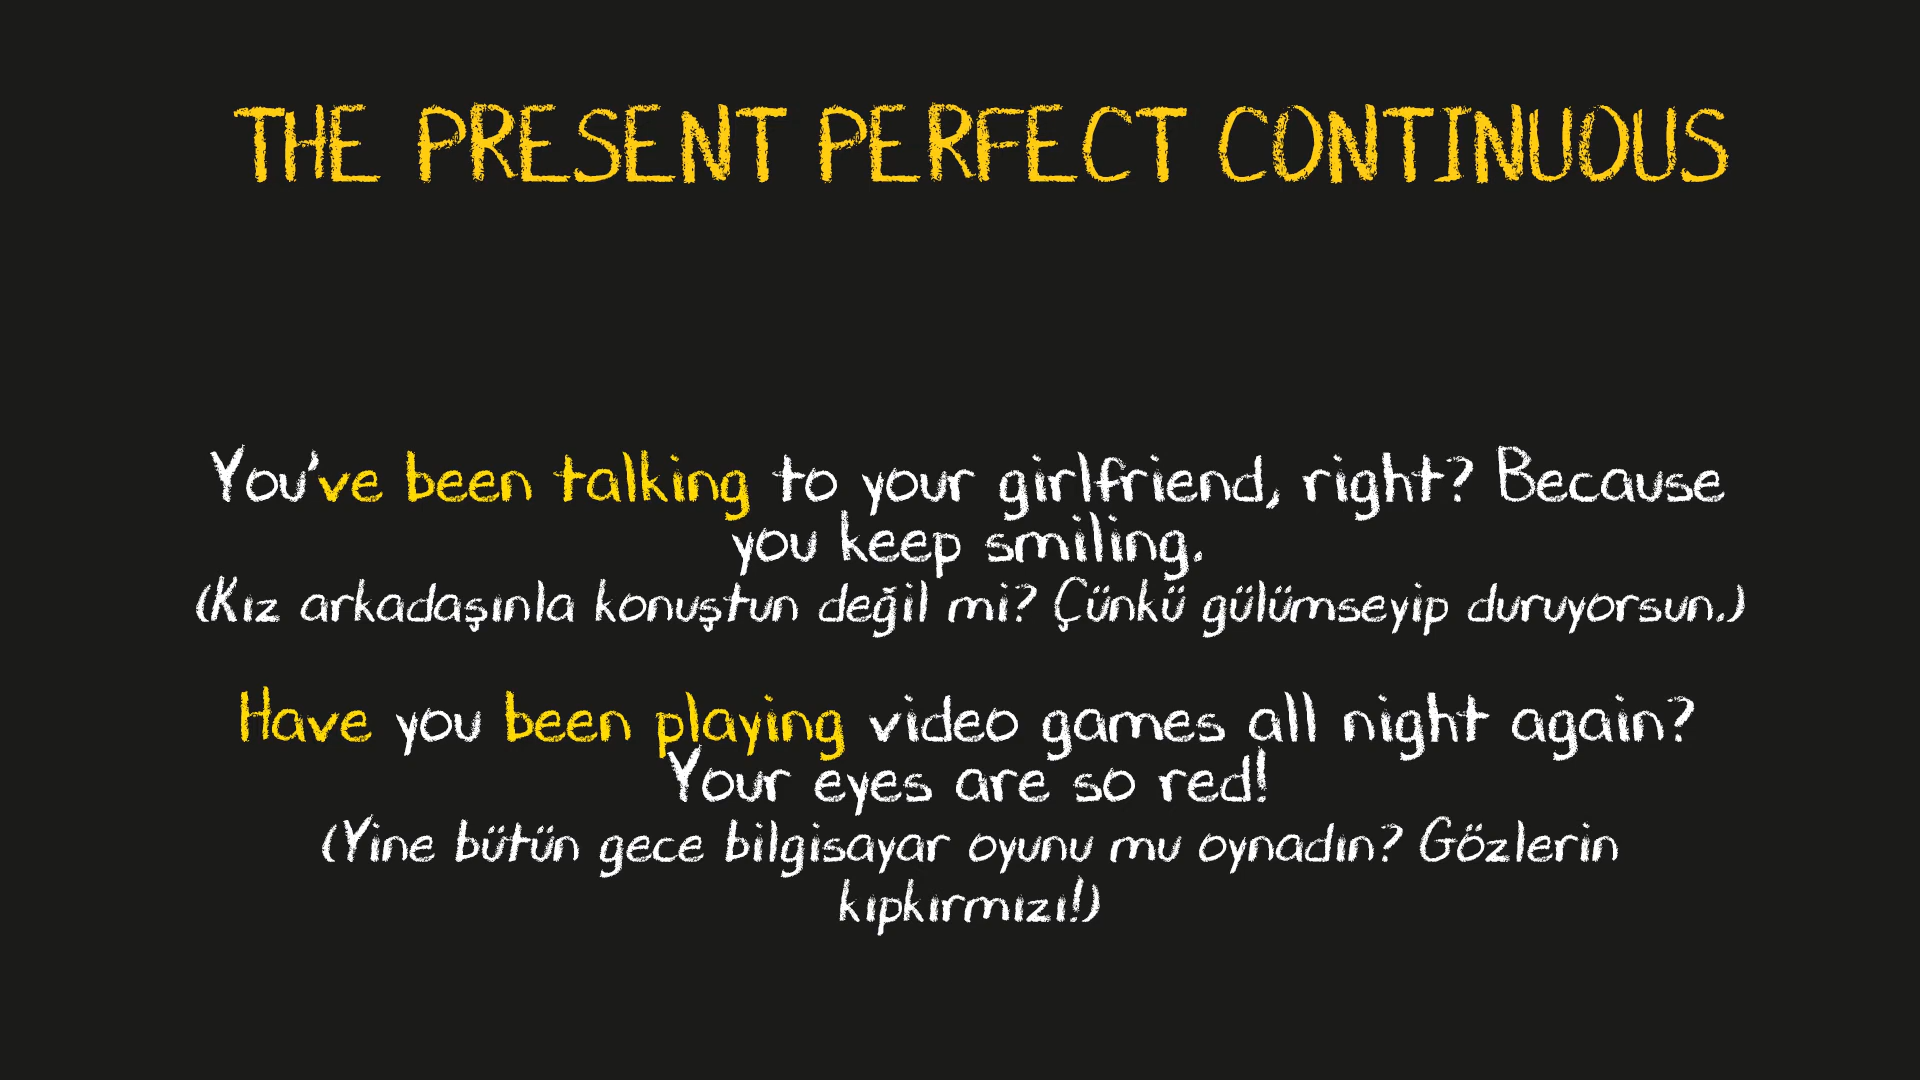 THE PRESENT PERFECT CONTINUOUS
You've been talking to your girlfriend, right? Because
you keep smiling.
(Kız arkadaşınla konuştun değil mi? Çünkü gülümseyip duruyorsun.)
Have you been playing video games all night again?
Your eyes are so red!
(Yine bütün gece bilgisayar oyunu mu oynadın? Gözlerin
kıpkırmızı!)